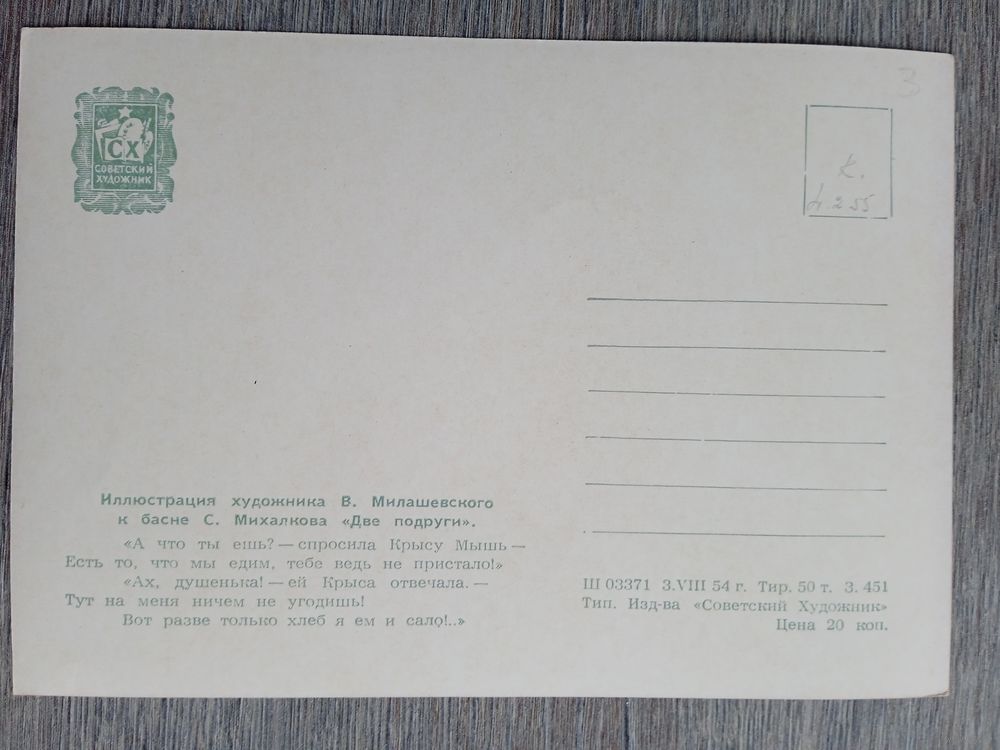 3
СХ
СОВЕТСКИЙ
ХУДОЖНИК
к.
4.2 55
Иллюстрация художника В. Милашевского
к басне С. Михалкова «Две подруги».
«А что ты ешь? — спросила Крысу Мышь —
Есть то, что мы едим, тебе ведь не пристало!»
«Ах, душенька! — ей Крыса отвечала. —
Тут на меня ничем не угодишь!
Вот разве только хлеб я ем и сало!..»
Ш 03371 3.VIII 54 г. Тир. 50 т. З. 451
Тип. Изд-ва «Советский Художник»
Цена 20 коп.